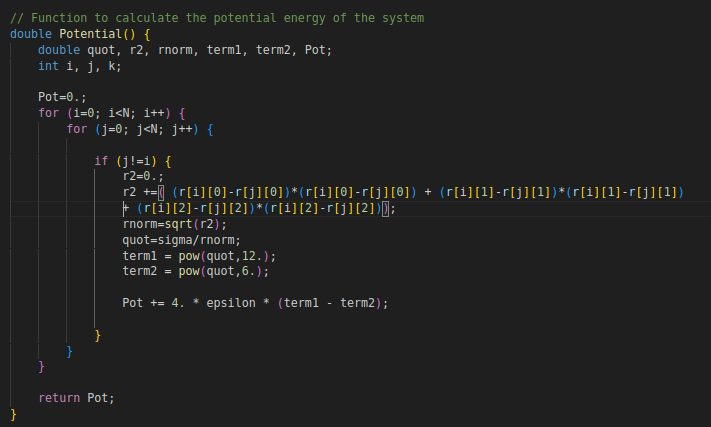 // Function to calculate the potential energy of the system
double Potential() {
    double quot, r2, rnorm, term1, term2, Pot;
    int i, j, k;

    Pot=0.;
    for (i=0; i<N; i++) {
        for (j=0; j<N; j++) {

            if (j!=i) {
                r2=0.;
                r2 +=( (r[i][0]-r[j][0])*(r[i][0]-r[j][0]) + (r[i][1]-r[j][1])*(r[i][1]-r[j][1])
                + (r[i][2]-r[j][2])*(r[i][2]-r[j][2]));
                rnorm=sqrt(r2);
                quot=sigma/rnorm;
                term1 = pow(quot,12.);
                term2 = pow(quot,6.);

                Pot += 4. * epsilon * (term1 - term2);

            }
        }
    }

    return Pot;
}